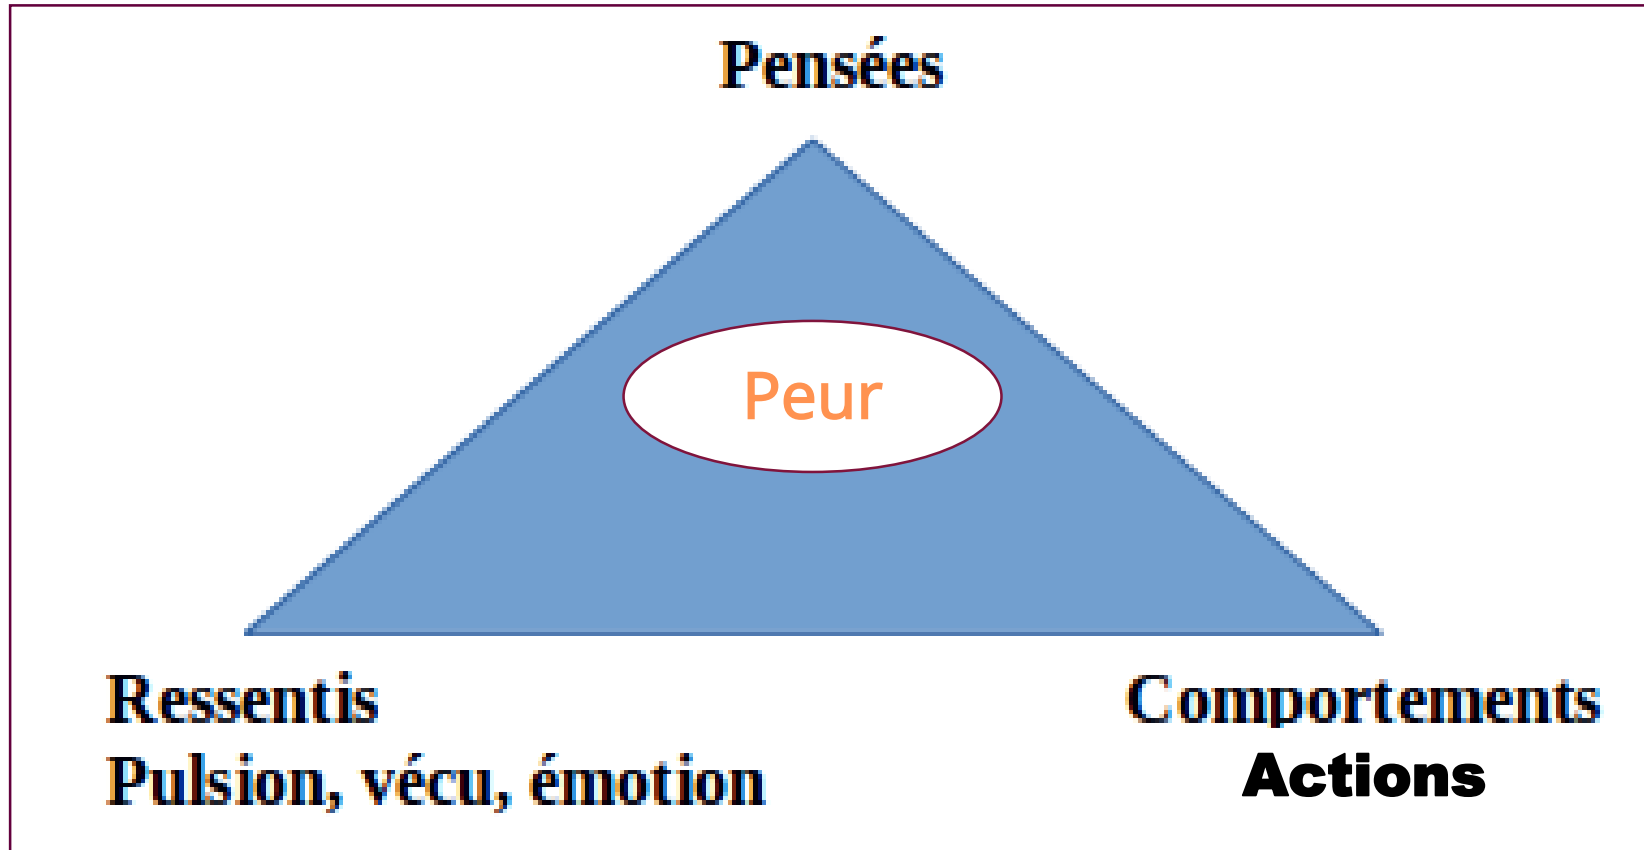 Pensées
Peur
Ressentis
Pulsion, vécu, émotion
Comportements
Actions